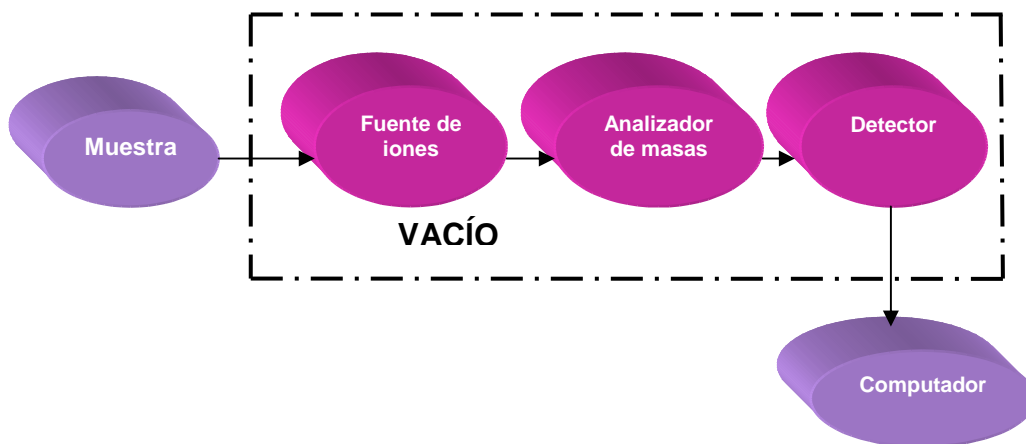 Muestra
Fuente de
iones
Analizador
de masas
Detector
VACÍO
Computador